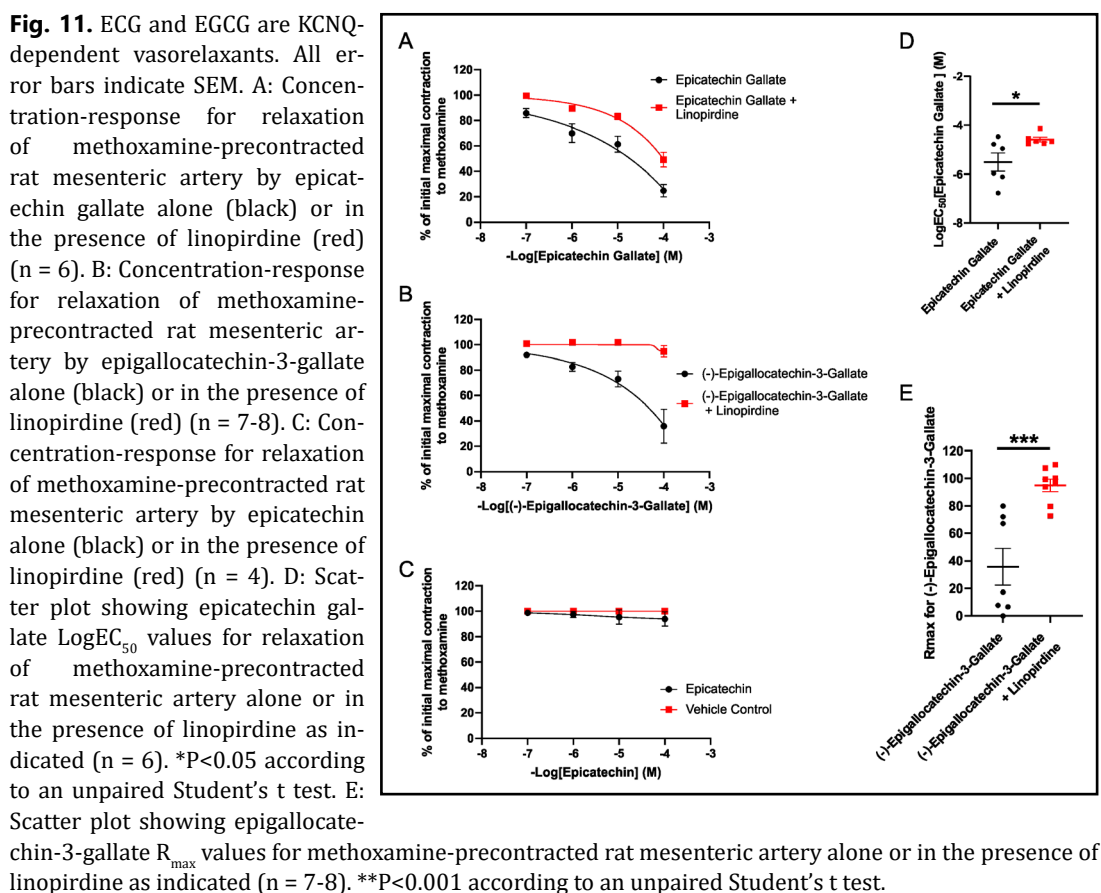 Fig. 11. ECG and EGCG are KCNQ-
dependent vasorelaxants. All er-
ror bars indicate SEM. A: Concen-
tration-response for relaxation
of methoxamine-precontracted
rat mesenteric artery by epicat-
echin gallate alone (black) or in
the presence of linopirdine (red)
(n = 6). B: Concentration-response
for relaxation of methoxamine-
precontracted rat mesenteric ar-
tery by epigallocatechin-3-gallate
alone (black) or in the presence of
linopirdine (red) (n = 7-8). C: Con-
centration-response for relaxation
of methoxamine-precontracted rat
mesenteric artery by epicatechin
alone (black) or in the presence of
linopirdine (red) (n = 4). D: Scat-
ter plot showing epicatechin gal-
late LogEC50 values for relaxation
of methoxamine-precontracted
rat mesenteric artery alone or in
the presence of linopirdine as in-
dicated (n = 6). *P<0.05 according
to an unpaired Student's t test. E:
Scatter plot showing epigallocate-
chin-3-gallate Rmax values for methoxamine-precontracted rat mesenteric artery alone or in the presence of
linopirdine as indicated (n = 7-8). **P<0.001 according to an unpaired Student's t test.
A
% of initial maximal contraction
to methoxamine
120
100
80
60
40
20
0
-8 -7 -6 -5 -4 -3
-Log[Epicatechin Gallate] (M)
Epicatechin Gallate
Epicatechin Gallate +
Linopirdine
B
% of initial maximal contraction
to methoxamine
120
100
80
60
40
20
0
-8 -7 -6 -5 -4 -3
-Log[(-)-Epigallocatechin-3-Gallate] (M)
(-)-Epigallocatechin-3-Gallate
(-)-Epigallocatechin-3-Gallate
+ Linopirdine
C
% of initial maximal contraction
to methoxamine
120
100
80
60
40
20
0
-8 -7 -6 -5 -4 -3
-Log[Epicatechin] (M)
Epicatechin
Vehicle Control
D
LogEC50[Epicatechin Gallate ] (M)
-2
-4
-6
-8
*
Epicatechin Gallate
Epicatechin Gallate
+ Linopirdine
E
Rmax for (-)-Epigallocatechin-3-Gallate
120
100
80
60
40
20
0
***
(-)-Epigallocatechin-3-Gallate
(-)-Epigallocatechin-3-Gallate
+ Linopirdine